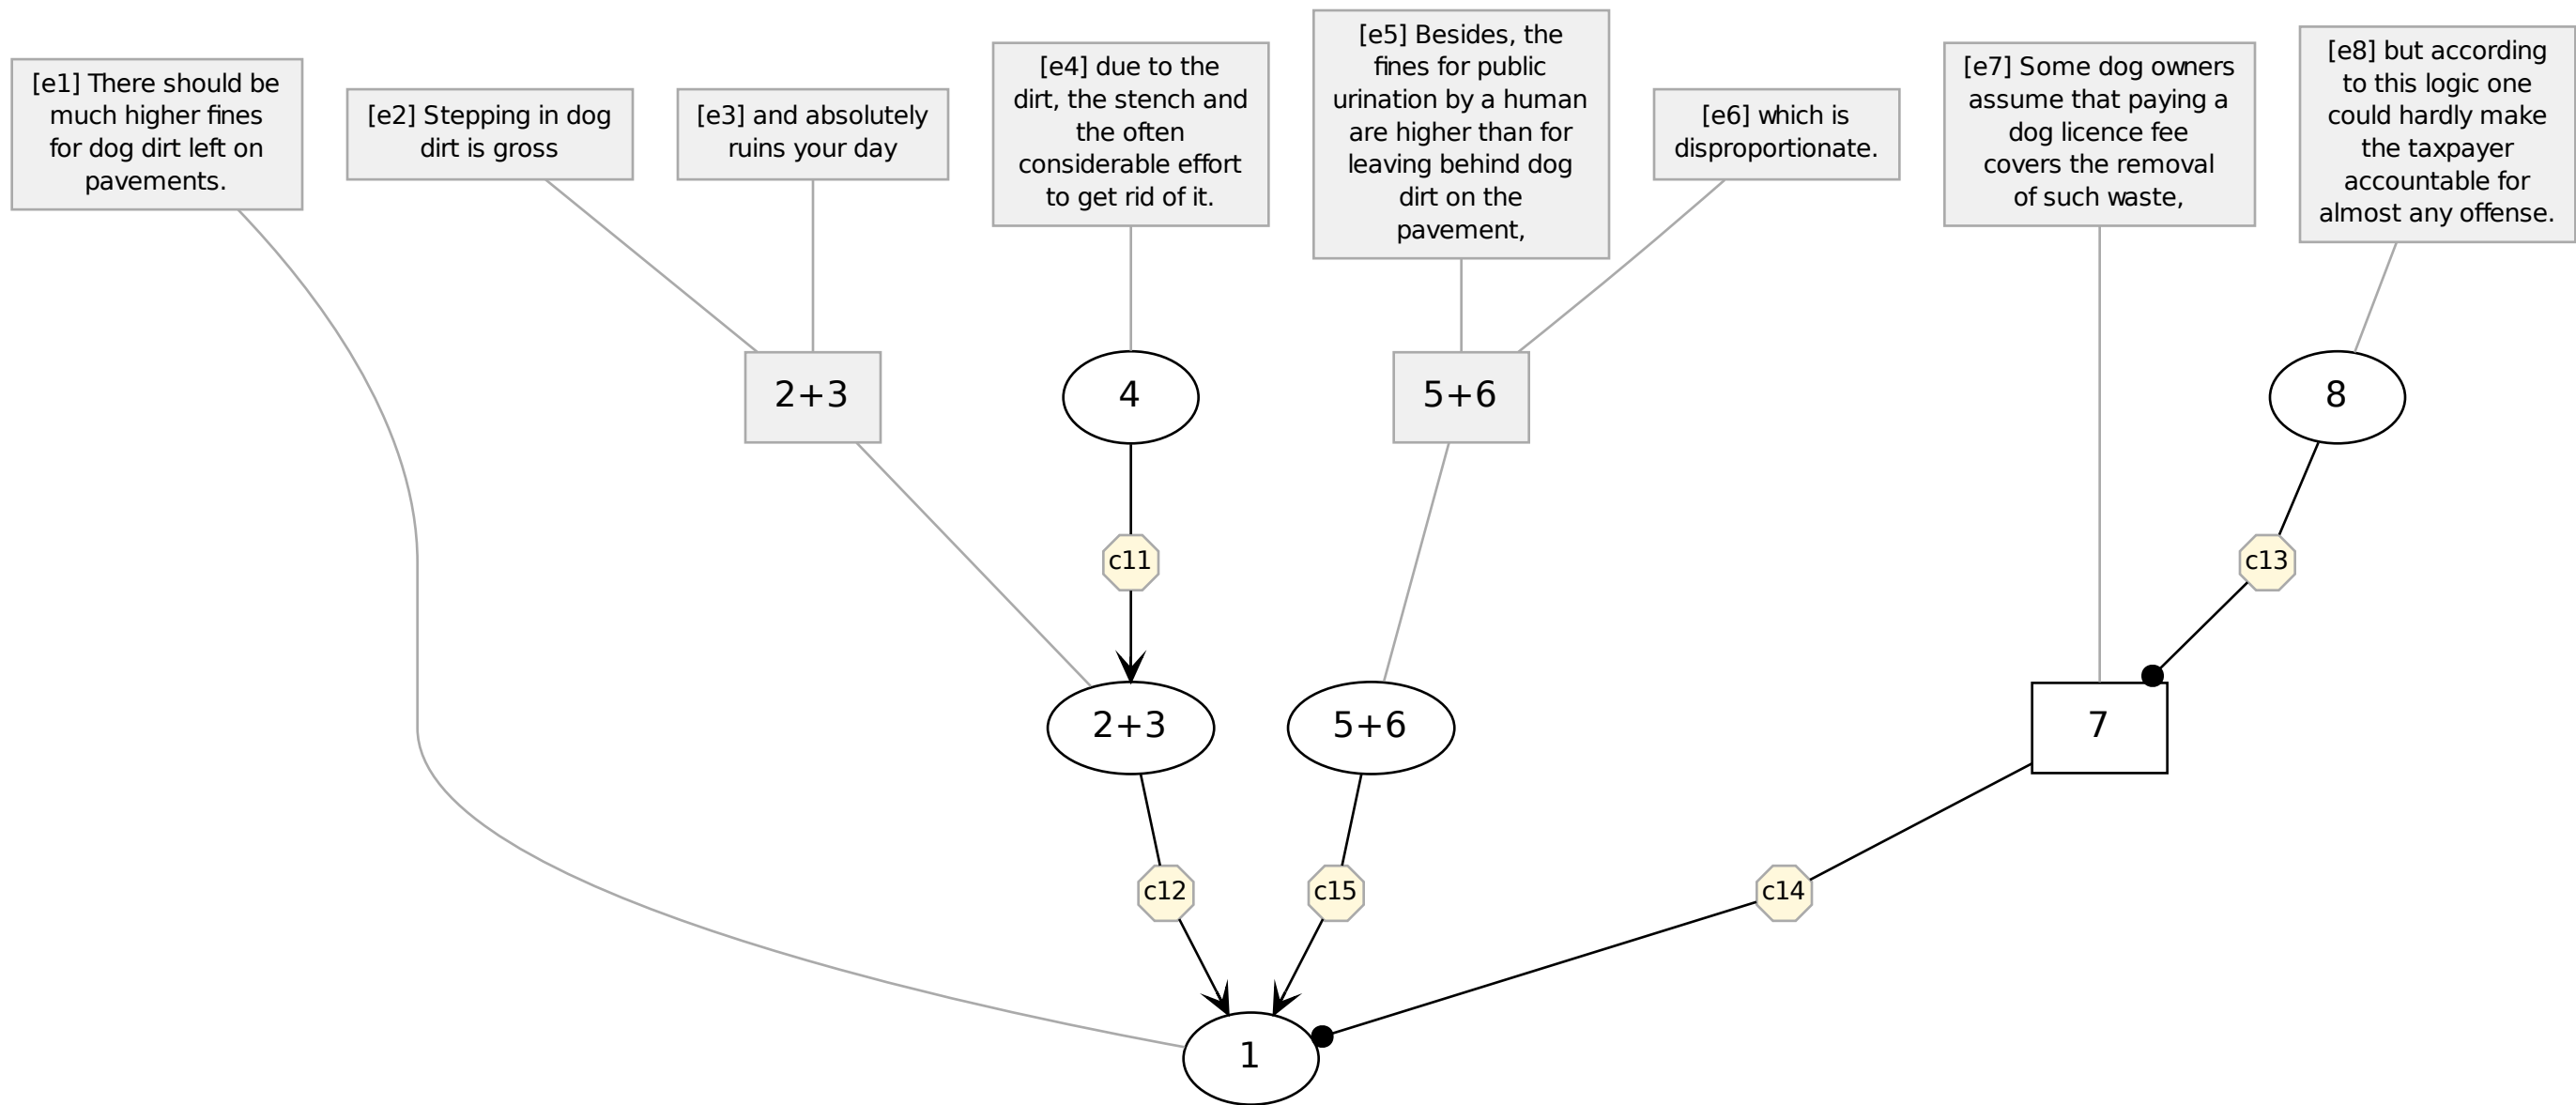 [e1] There should be
much higher fines
for dog dirt left on
pavements.
[e2] Stepping in dog
dirt is gross
[e3] and absolutely
ruins your day
[e4] due to the
dirt, the stench and
the often
considerable effort
to get rid of it.
[e5] Besides, the
fines for public
urination by a human
are higher than for
leaving behind dog
dirt on the
pavement,
[e6] which is
disproportionate.
[e7] Some dog owners
assume that paying a
dog licence fee
covers the removal
of such waste,
[e8] but according
to this logic one
could hardly make
the taxpayer
accountable for
almost any offense.
2+3
4
5+6
8
c11
c13
2+3
5+6
7
c12
c15
c14
1